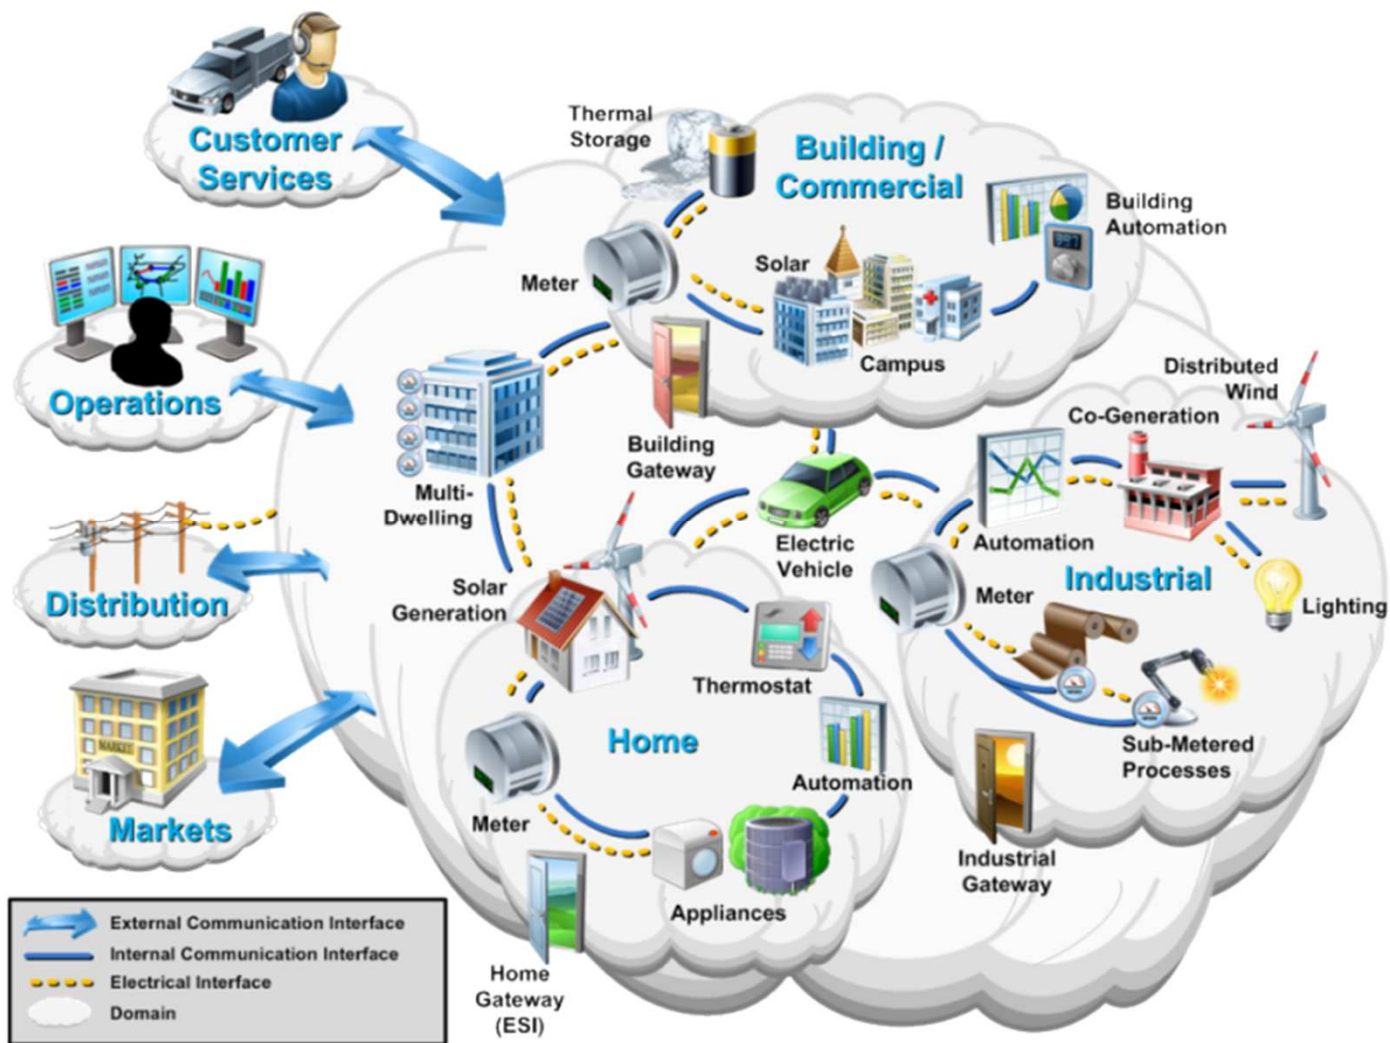 Customer
Services
Thermal
Storage
Building /
Commercial
Building
Automation
Meter
Solar
Campus
Operations
Building
Gateway
Multi-
Dwelling
Distributed
Wind
Co-Generation
Electric
Vehicle
Automation
Industrial
Meter
Lighting
Distribution
Solar
Generation
Thermostat
Home
Automation
Sub-Metered
Processes
MARKET
Markets
Meter
Industrial
Gateway
Appliances
Home
Gateway
(ESI)
External Communication Interface
Internal Communication Interface
Electrical Interface
Domain